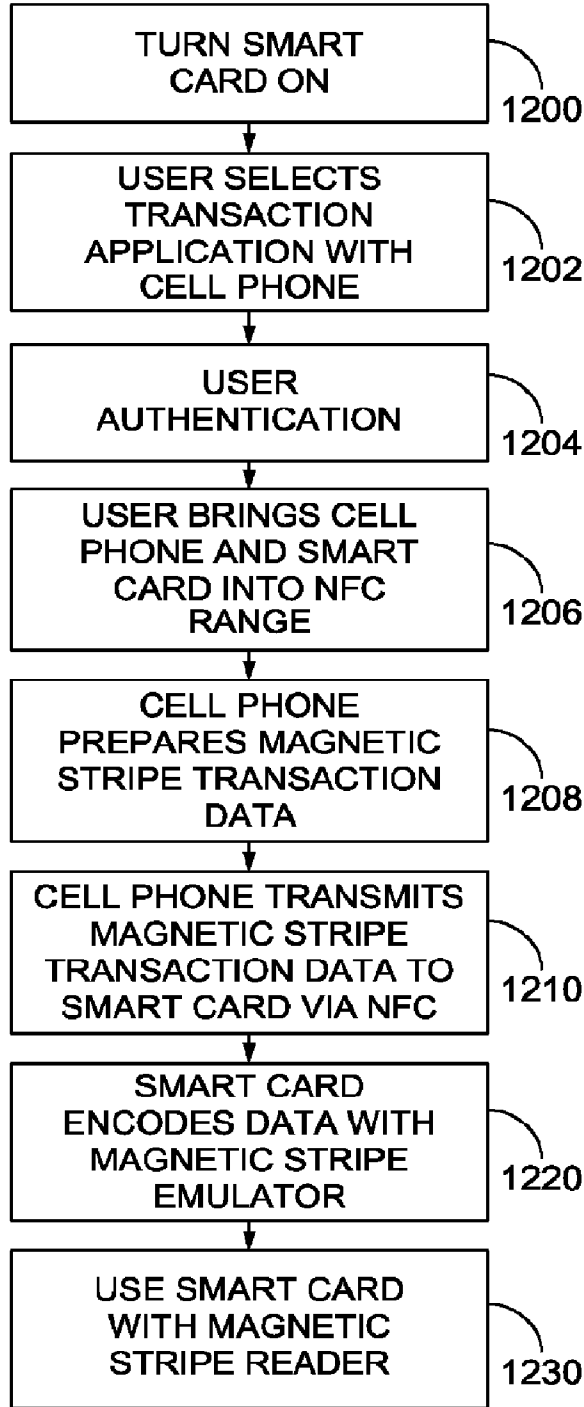 TURN SMART
CARD ON
1200
USER SELECTS
TRANSACTION
APPLICATION WITH
CELL PHONE
1202
USER
AUTHENTICATION
1204
USER BRINGS CELL
PHONE AND SMART
CARD INTO NFC
RANGE
1206
CELL PHONE
PREPARES MAGNETIC
STRIPE TRANSACTION
DATA
1208
CELL PHONE TRANSMITS
MAGNETIC STRIPE
TRANSACTION DATA TO
SMART CARD VIA NFC
1210
SMART CARD
ENCODES DATA WITH
MAGNETIC STRIPE
EMULATOR
1220
USE SMART CARD
WITH MAGNETIC
STRIPE READER
1230